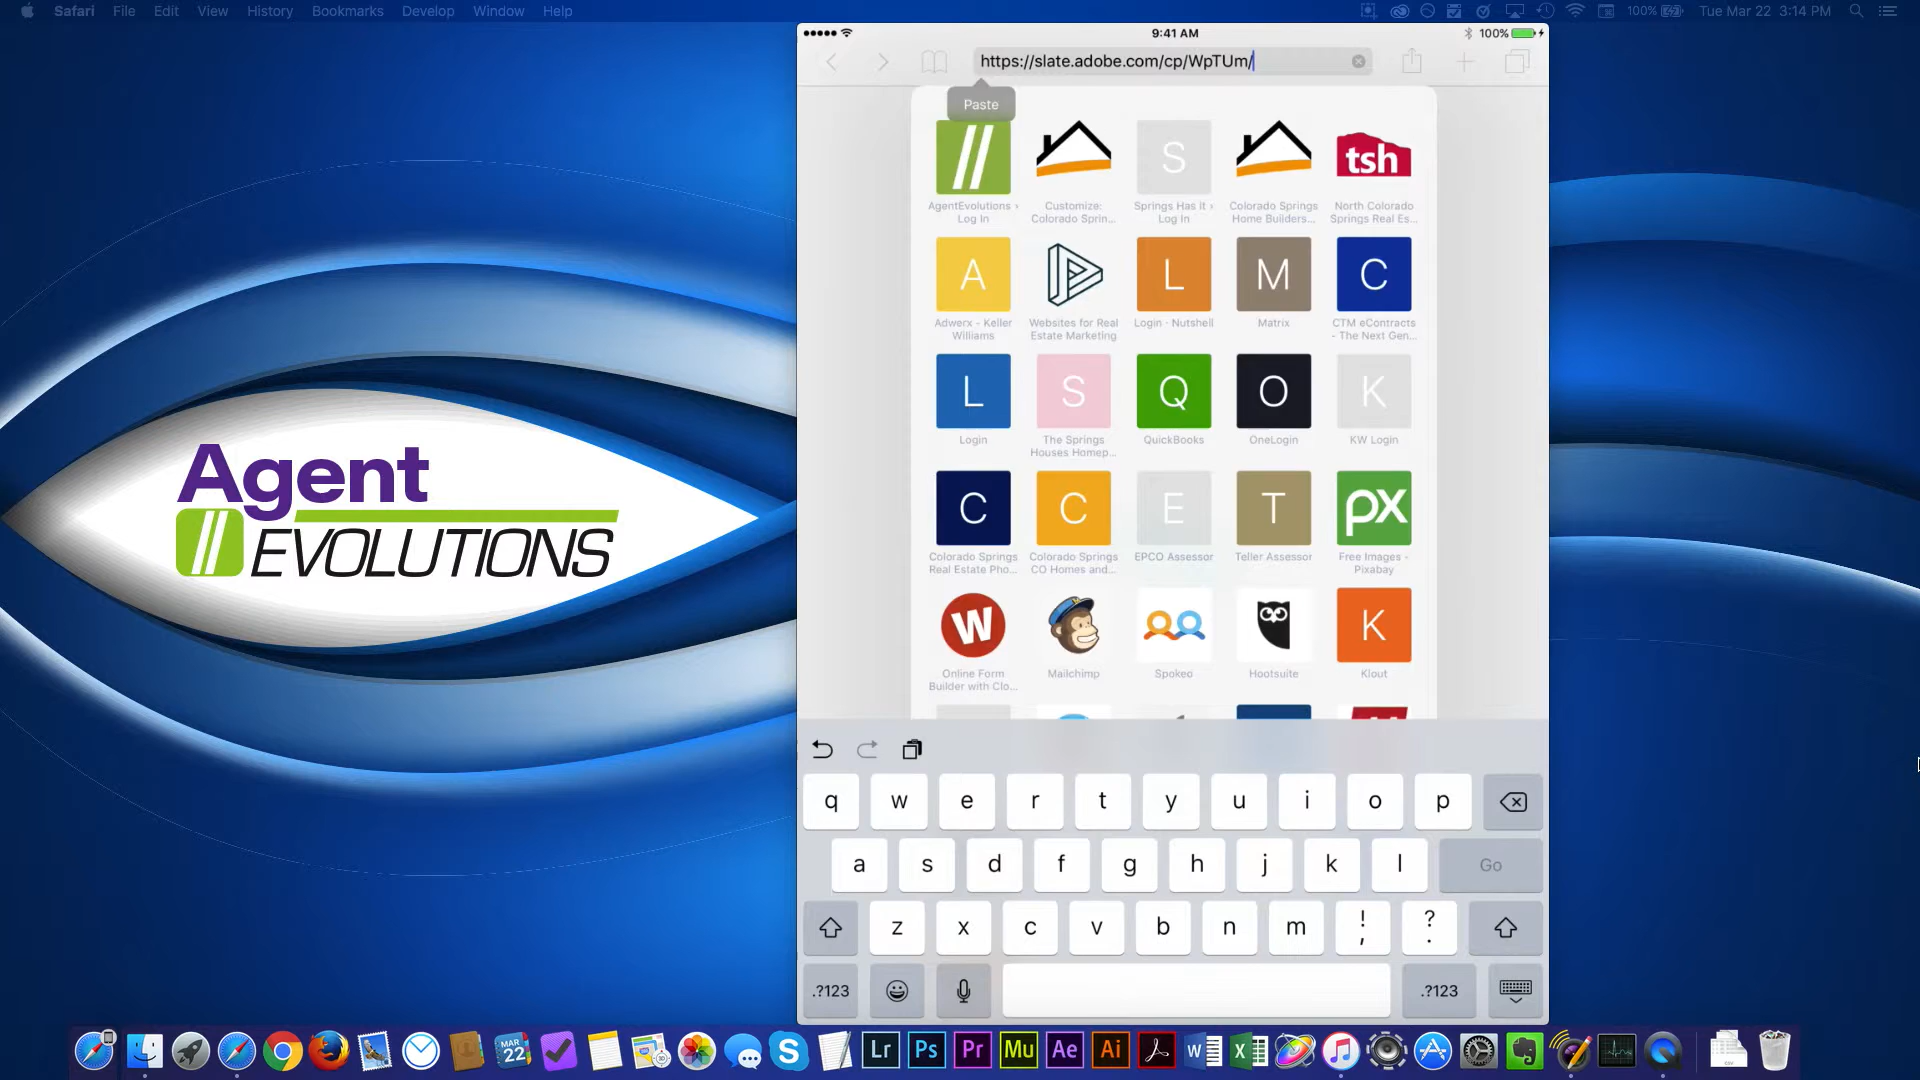 Safari File Edit View History Bookmarks Develop Window Help
100% Tue Mar 22 3:14 PM
9:41 AM
100%
https://slate.adobe.com/cp/WpTUm/
Paste
tsh
AgentEvolutions ›
Log In
Customize:
Colorado Sprin...
S
Springs Has It ›
Log In
Colorado Springs
Home Builders...
North Colorado
Springs Real Es...
A L M C
Adwerx - Keller
Williams
Websites for Real
Estate Marketing
Login - Nutshell
Matrix
CTM eContracts
- The Next Gen...
L S Q O K
Login
The Springs
Houses Homep...
QuickBooks
OneLogin
KW Login
C C E T px
Colorado Springs
Real Estate Pho...
Colorado Springs
CO Homes and...
EPCO Assessor
Teller Assessor
Free Images -
Pixabay
W K
Online Form
Builder with Clo...
Mailchimp
Spokeo
Hootsuite
Klout
Agent
EVOLUTIONS
q w e r t y u i o p
a s d f g h j k l Go
z x c v b n m ! , ? .
.?123 .?123
MAR
22
Lr Ps Pr Mu Ae Ai W X